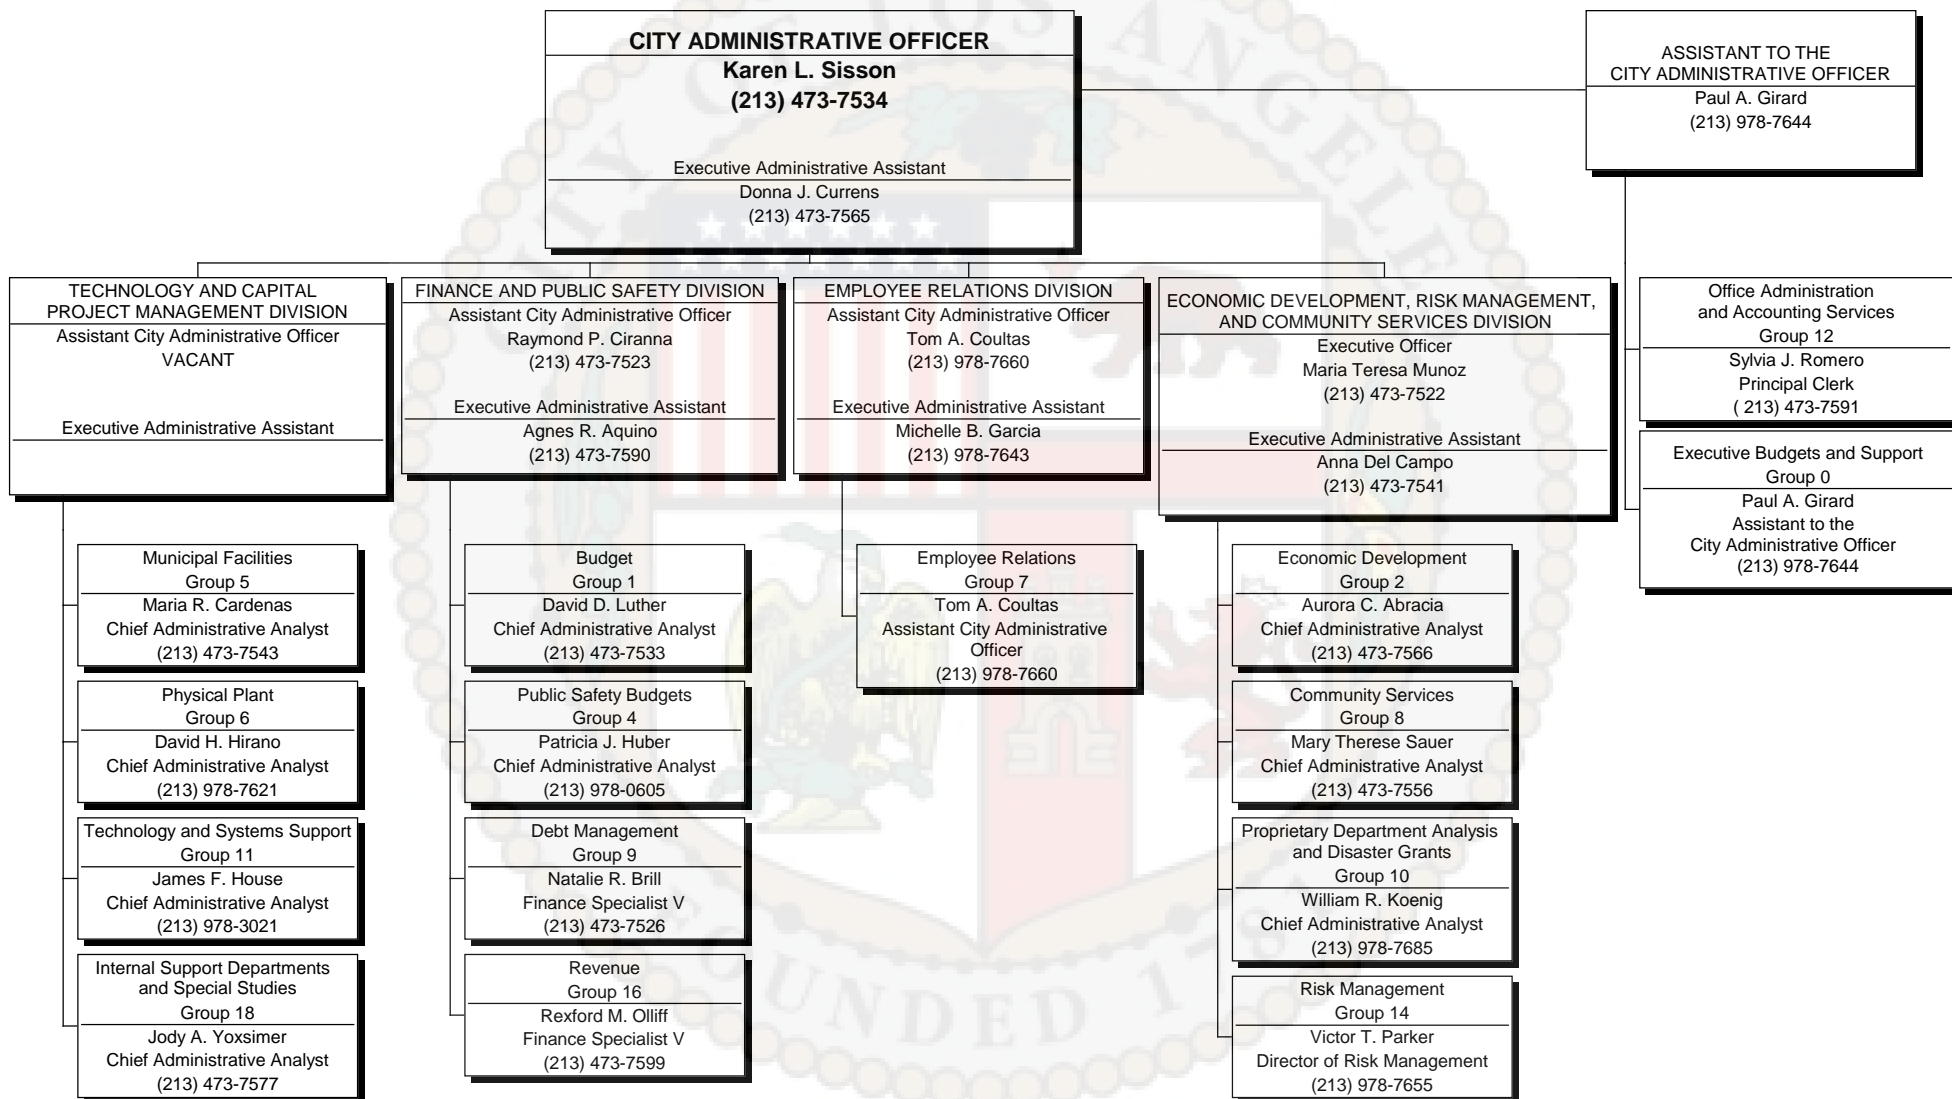 CITY ADMINISTRATIVE OFFICER
Karen L. Sisson
(213) 473-7534
Executive Administrative Assistant
Donna J. Currens
(213) 473-7565
ASSISTANT TO THE
CITY ADMINISTRATIVE OFFICER
Paul A. Girard
(213) 978-7644
TECHNOLOGY AND CAPITAL
PROJECT MANAGEMENT DIVISION
Assistant City Administrative Officer
VACANT
Executive Administrative Assistant
FINANCE AND PUBLIC SAFETY DIVISION
Assistant City Administrative Officer
Raymond P. Ciranna
(213) 473-7523
Executive Administrative Assistant
Agnes R. Aquino
(213) 473-7590
EMPLOYEE RELATIONS DIVISION
Assistant City Administrative Officer
Tom A. Coultas
(213) 978-7660
Executive Administrative Assistant
Michelle B. Garcia
(213) 978-7643
ECONOMIC DEVELOPMENT, RISK MANAGEMENT,
AND COMMUNITY SERVICES DIVISION
Executive Officer
Maria Teresa Munoz
(213) 473-7522
Executive Administrative Assistant
Anna Del Campo
(213) 473-7541
Office Administration
and Accounting Services
Group 12
Sylvia J. Romero
Principal Clerk
( 213) 473-7591
Executive Budgets and Support
Group 0
Paul A. Girard
Assistant to the
City Administrative Officer
(213) 978-7644
Municipal Facilities
Group 5
Maria R. Cardenas
Chief Administrative Analyst
(213) 473-7543
Physical Plant
Group 6
David H. Hirano
Chief Administrative Analyst
(213) 978-7621
Technology and Systems Support
Group 11
James F. House
Chief Administrative Analyst
(213) 978-3021
Internal Support Departments
and Special Studies
Group 18
Jody A. Yoxsimer
Chief Administrative Analyst
(213) 473-7577
Budget
Group 1
David D. Luther
Chief Administrative Analyst
(213) 473-7533
Public Safety Budgets
Group 4
Patricia J. Huber
Chief Administrative Analyst
(213) 978-0605
Debt Management
Group 9
Natalie R. Brill
Finance Specialist V
(213) 473-7526
Revenue
Group 16
Rexford M. Olliff
Finance Specialist V
(213) 473-7599
Employee Relations
Group 7
Tom A. Coultas
Assistant City Administrative
Officer
(213) 978-7660
Economic Development
Group 2
Aurora C. Abracia
Chief Administrative Analyst
(213) 473-7566
Community Services
Group 8
Mary Therese Sauer
Chief Administrative Analyst
(213) 473-7556
Proprietary Department Analysis
and Disaster Grants
Group 10
William R. Koenig
Chief Administrative Analyst
(213) 978-7685
Risk Management
Group 14
Victor T. Parker
Director of Risk Management
(213) 978-7655
CITY OF LOS ANGELES
FOUNDED 178